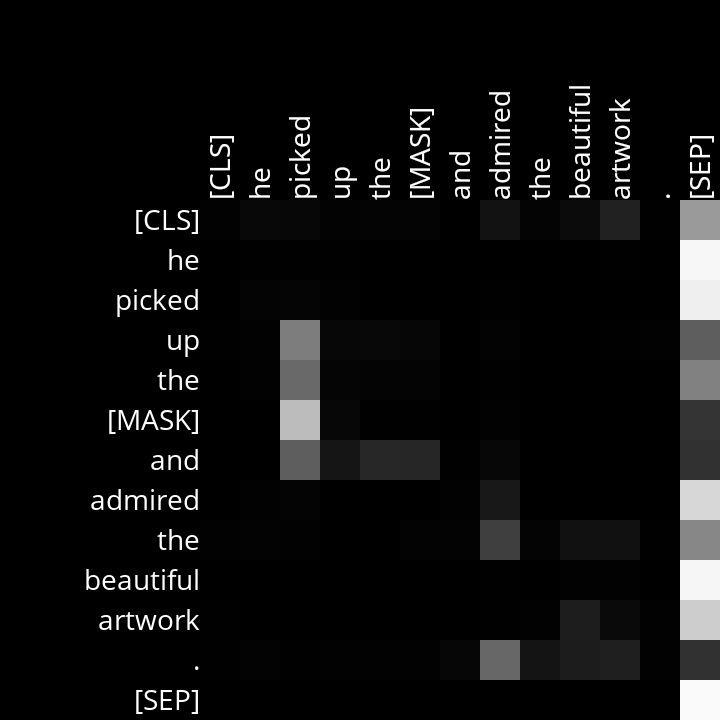 [CLS] he picked up the [MASK] and admired the beautiful artwork . [SEP]
[CLS]
he
picked
up
the
[MASK]
and
admired
the
beautiful
artwork
.
[SEP]